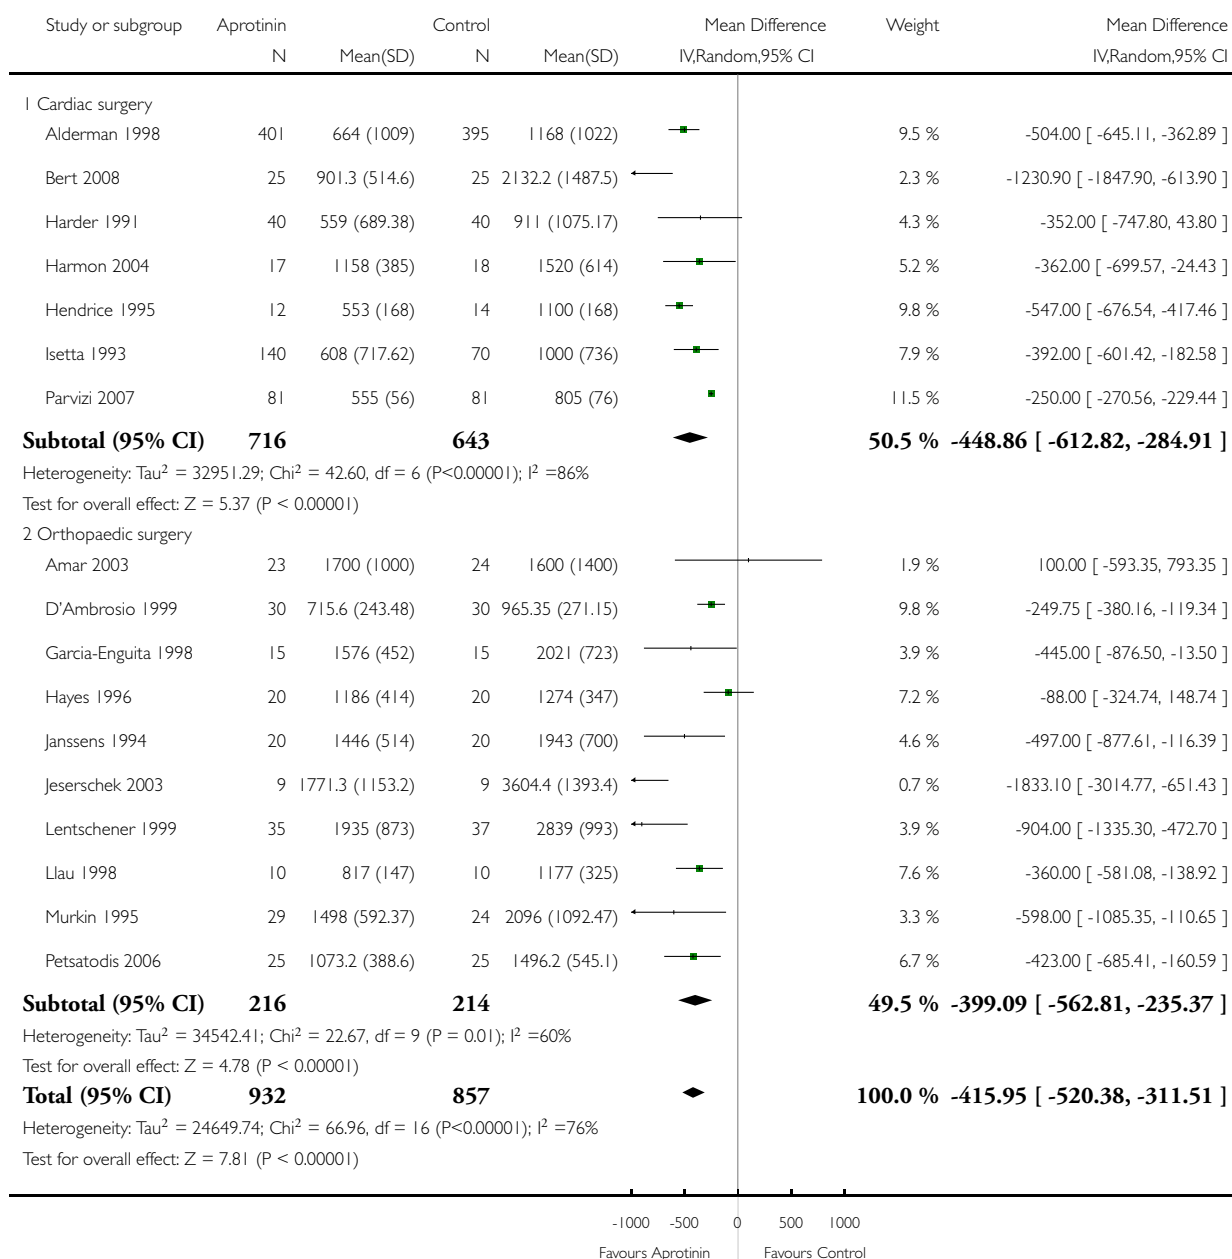 Study or subgroup Aprotinin Control Mean Difference Weight Mean Difference
N Mean(SD) N Mean(SD) IV,Random,95% CI IV,Random,95% CI
1 Cardiac surgery
Alderman 1998 401 664 (1009) 395 1168 (1022) 9.5 % -504.00 [ -645.11, -362.89 ]
Bert 2008 25 901.3 (514.6) 25 2132.2 (1487.5) 2.3 % -1230.90 [ -1847.90, -613.90 ]
Harder 1991 40 559 (689.38) 40 911 (1075.17) 4.3 % -352.00 [ -747.80, 43.80 ]
Harmon 2004 17 1158 (385) 18 1520 (614) 5.2 % -362.00 [ -699.57, -24.43 ]
Hendrice 1995 12 553 (168) 14 1100 (168) 9.8 % -547.00 [ -676.54, -417.46 ]
Isetta 1993 140 608 (717.62) 70 1000 (736) 7.9 % -392.00 [ -601.42, -182.58 ]
Parvizi 2007 81 555 (56) 81 805 (76) 11.5 % -250.00 [ -270.56, -229.44 ]
Subtotal (95% CI) 716 643 50.5 % -448.86 [ -612.82, -284.91 ]
Heterogeneity: Tau² = 32951.29; Chi² = 42.60, df = 6 (P<0.00001); I² =86%
Test for overall effect: Z = 5.37 (P < 0.00001)
2 Orthopaedic surgery
Amar 2003 23 1700 (1000) 24 1600 (1400) 1.9 % 100.00 [ -593.35, 793.35 ]
D'Ambrosio 1999 30 715.6 (243.48) 30 965.35 (271.15) 9.8 % -249.75 [ -380.16, -119.34 ]
Garcia-Enguita 1998 15 1576 (452) 15 2021 (723) 3.9 % -445.00 [ -876.50, -13.50 ]
Hayes 1996 20 1186 (414) 20 1274 (347) 7.2 % -88.00 [ -324.74, 148.74 ]
Janssens 1994 20 1446 (514) 20 1943 (700) 4.6 % -497.00 [ -877.61, -116.39 ]
Jeserschek 2003 9 1771.3 (1153.2) 9 3604.4 (1393.4) 0.7 % -1833.10 [ -3014.77, -651.43 ]
Lentschener 1999 35 1935 (873) 37 2839 (993) 3.9 % -904.00 [ -1335.30, -472.70 ]
Llau 1998 10 817 (147) 10 1177 (325) 7.6 % -360.00 [ -581.08, -138.92 ]
Murkin 1995 29 1498 (592.37) 24 2096 (1092.47) 3.3 % -598.00 [ -1085.35, -110.65 ]
Petsatodis 2006 25 1073.2 (388.6) 25 1496.2 (545.1) 6.7 % -423.00 [ -685.41, -160.59 ]
Subtotal (95% CI) 216 214 49.5 % -399.09 [ -562.81, -235.37 ]
Heterogeneity: Tau² = 34542.41; Chi² = 22.67, df = 9 (P = 0.01); I² =60%
Test for overall effect: Z = 4.78 (P < 0.00001)
Total (95% CI) 932 857 100.0 % -415.95 [ -520.38, -311.51 ]
Heterogeneity: Tau² = 24649.74; Chi² = 66.96, df = 16 (P<0.00001); I² =76%
Test for overall effect: Z = 7.81 (P < 0.00001)
-1000 -500 0 500 1000
Favours Aprotinin Favours Control